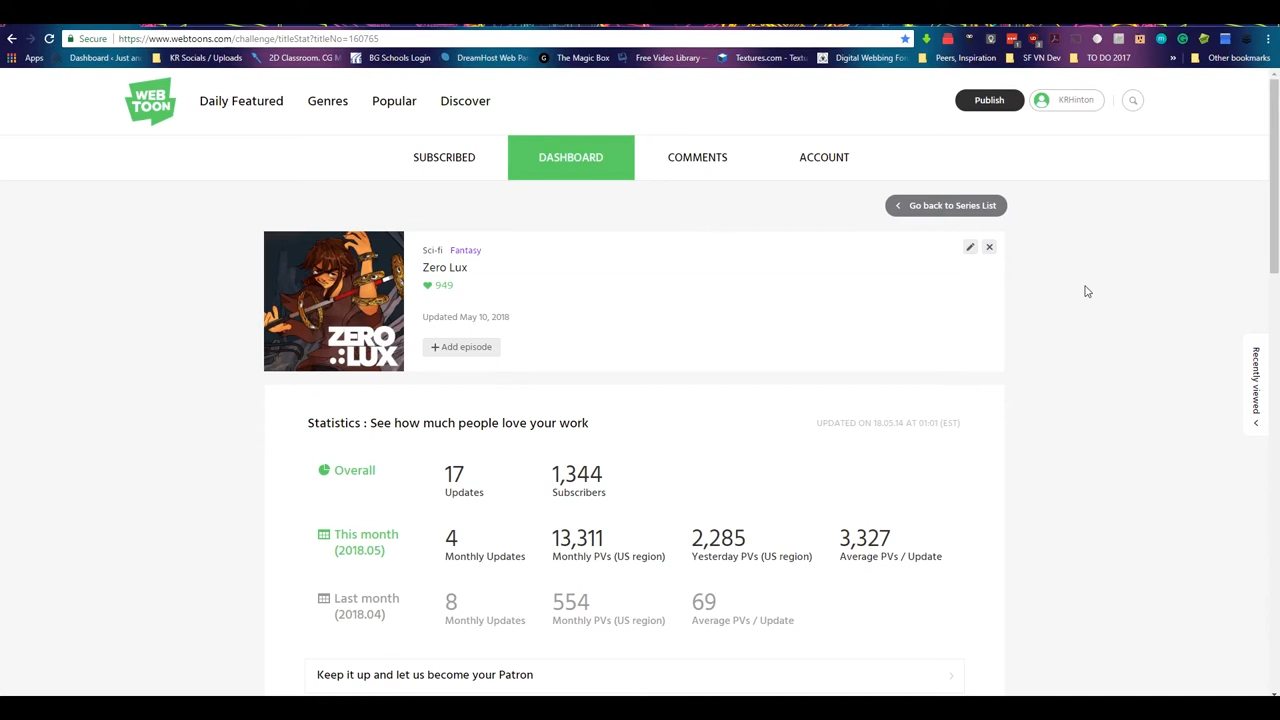 Secure https://www.webtoons.com/challenge/titleStat?titleNo=160765
Apps Dashboard ‹ Just an KR Socials / Uploads 2D Classroom. CG M BG Schools Login DreamHost Web Pa The Magic Box Free Video Library — Textures.com - Textu Digital Webbing Fo Peers, Inspiration SF VN Dev TO DO 2017 » Other bookmarks
WEB
TOON
Daily Featured Genres Popular Discover Publish KRHinton
SUBSCRIBED DASHBOARD COMMENTS ACCOUNT
Go back to Series List
Sci-fi Fantasy
Zero Lux
949
Updated May 10, 2018
+ Add episode
ZERO
.:LUX
Recently viewed
Statistics : See how much people love your work UPDATED ON 18.05.14 AT 01:01 (EST)
Overall 17 1,344
Updates Subscribers
This month 4 13,311 2,285 3,327
(2018.05) Monthly Updates Monthly PVs (US region) Yesterday PVs (US region) Average PVs / Update
Last month 8 554 69
(2018.04) Monthly Updates Monthly PVs (US region) Average PVs / Update
Keep it up and let us become your Patron